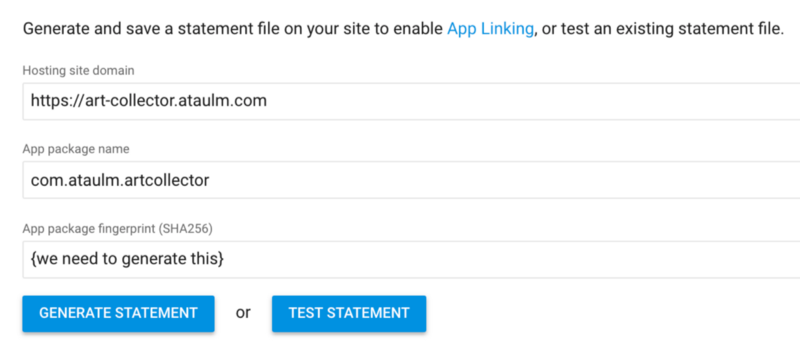 Generate and save a statement file on your site to enable App Linking, or test an existing statement file.
Hosting site domain
https://art-collector.ataulm.com
App package name
com.ataulm.artcollector
App package fingerprint (SHA256)
{we need to generate this}
GENERATE STATEMENT or TEST STATEMENT